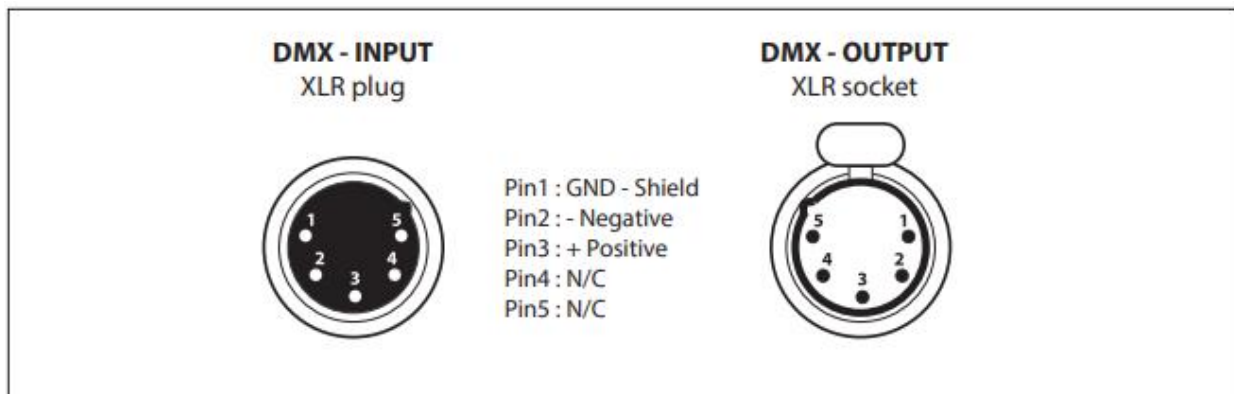 DMX - INPUT
XLR plug
DMX - OUTPUT
XLR socket
1
5
2
4
3
Pin1 : GND - Shield
Pin2 : - Negative
Pin3 : + Positive
Pin4 : N/C
Pin5 : N/C
5
1
4
2
3